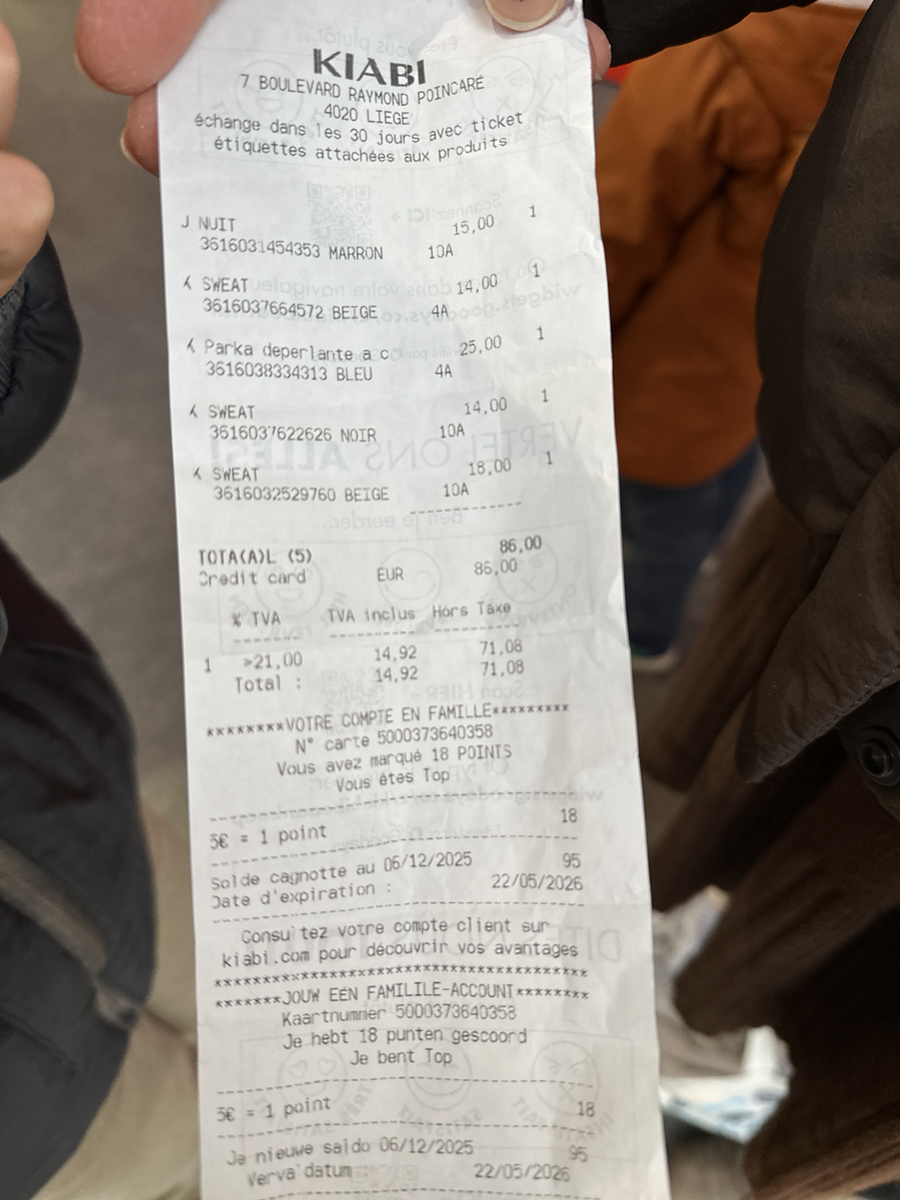 KIABI
7 BOULEVARD RAYMOND POINCARÉ
4020 LIEGE
échange dans les 30 jours avec ticket
étiquettes attachées aux produits
J NUIT 15,00 1
3616031454353 MARRON 10A
SWEAT 14,00 1
3616037664572 BEIGE 4A
Parka deperlante a c 25,00 1
3616038334313 BLEU 4A
SWEAT 14,00 1
3616037622626 NOIR 10A
SWEAT 18,00 1
3616032529760 BEIGE 10A
TOTA(A)L (5) 86,00
Credit card EUR 86,00
% TVA TVA inclus Hors Taxe
1 >21,00 14,92 71,08
Total : 14,92 71,08
********VOTRE COMPTE EN FAMILLE*********
N° carte 5000373640358
Vous avez marqué 18 POINTS
Vous êtes Top
18
5€ = 1 point
Solde cagnotte au 06/12/2025 95
Date d'expiration : 22/05/2026
Consultez votre compte client sur
kiabi.com pour découvrir vos avantages
****************************************
*******JOUW EEN FAMILILE-ACCOUNT********
Kaartnummer 5000373640358
Je hebt 18 punten gescoord
Je bent Top
5€ = 1 point 18
Je nieuwe saldo 06/12/2025 95
Verval datum : 22/05/2026